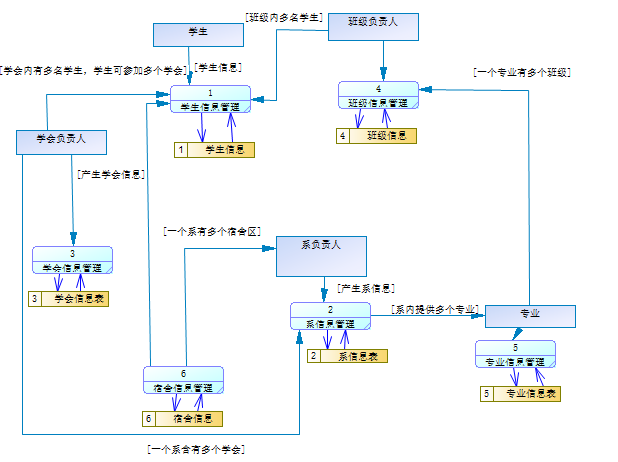 [班级内多名学生]
班级负责人
学生
[学会内有多名学生，学生可参加多个学会]
[学生信息]
[一个专业有多个班级]
1
学生信息管理
4
班级信息管理
学会负责人
1 学生信息
4 班级信息
[产生学会信息]
[一个系有多个宿舍区]
系负责人
3
学会信息管理
[产生系信息]
3 学会信息表
2
系信息管理
[系内提供多个专业]
专业
5
专业信息管理
2 系信息表
6
宿舍信息管理
5 专业信息表
6 宿舍信息
[一个系含有多个学会]